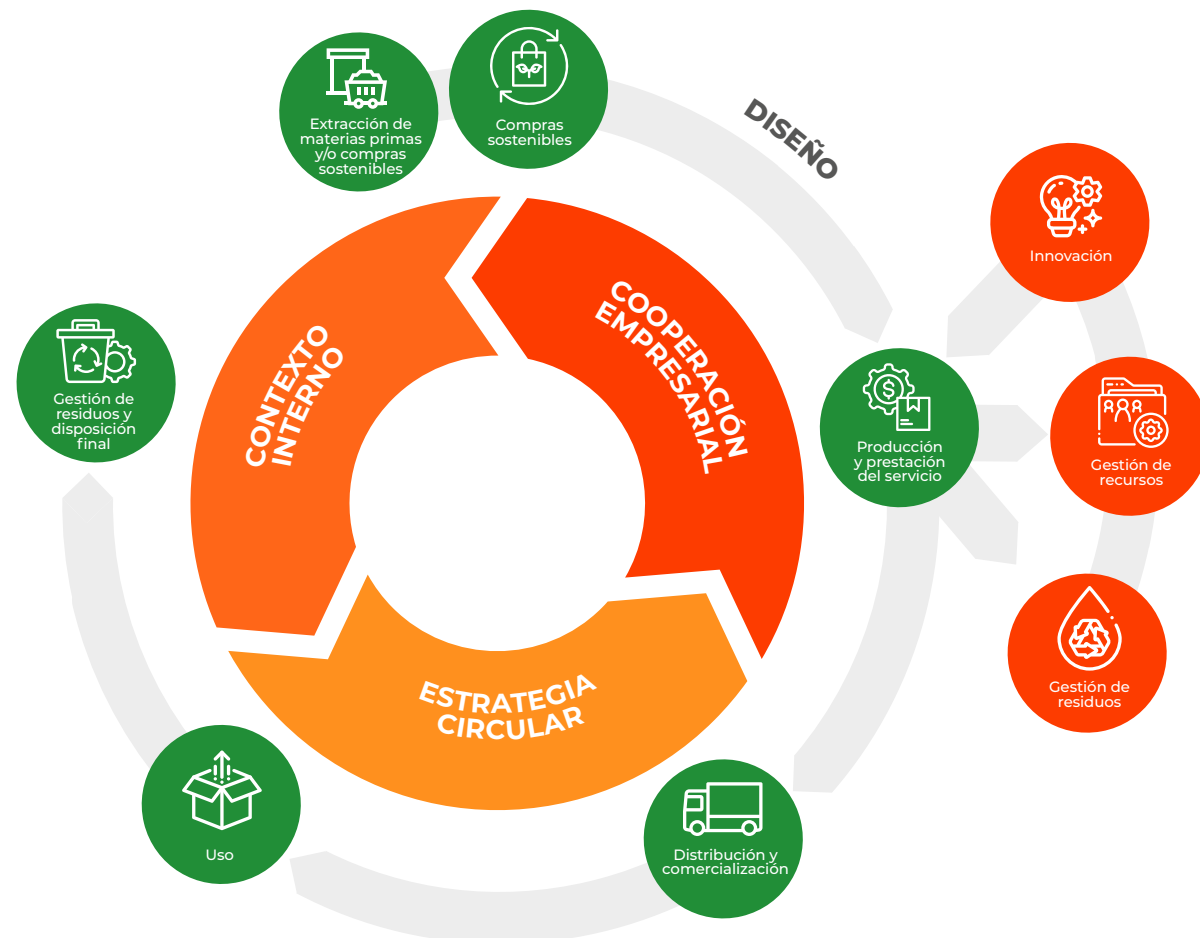 Extracción de
materias primas
y/o compras
sostenibles
Compras
sostenibles
DISEÑO
Innovación
CONTEXTO
INTERNO
COOPERACIÓN
EMPRESARIAL
Gestión de
residuos y
disposición
final
$
Producción
y prestación
del servicio
Gestión de
recursos
Gestión de
residuos
ESTRATEGIA
CIRCULAR
Uso
Distribución y
comercialización